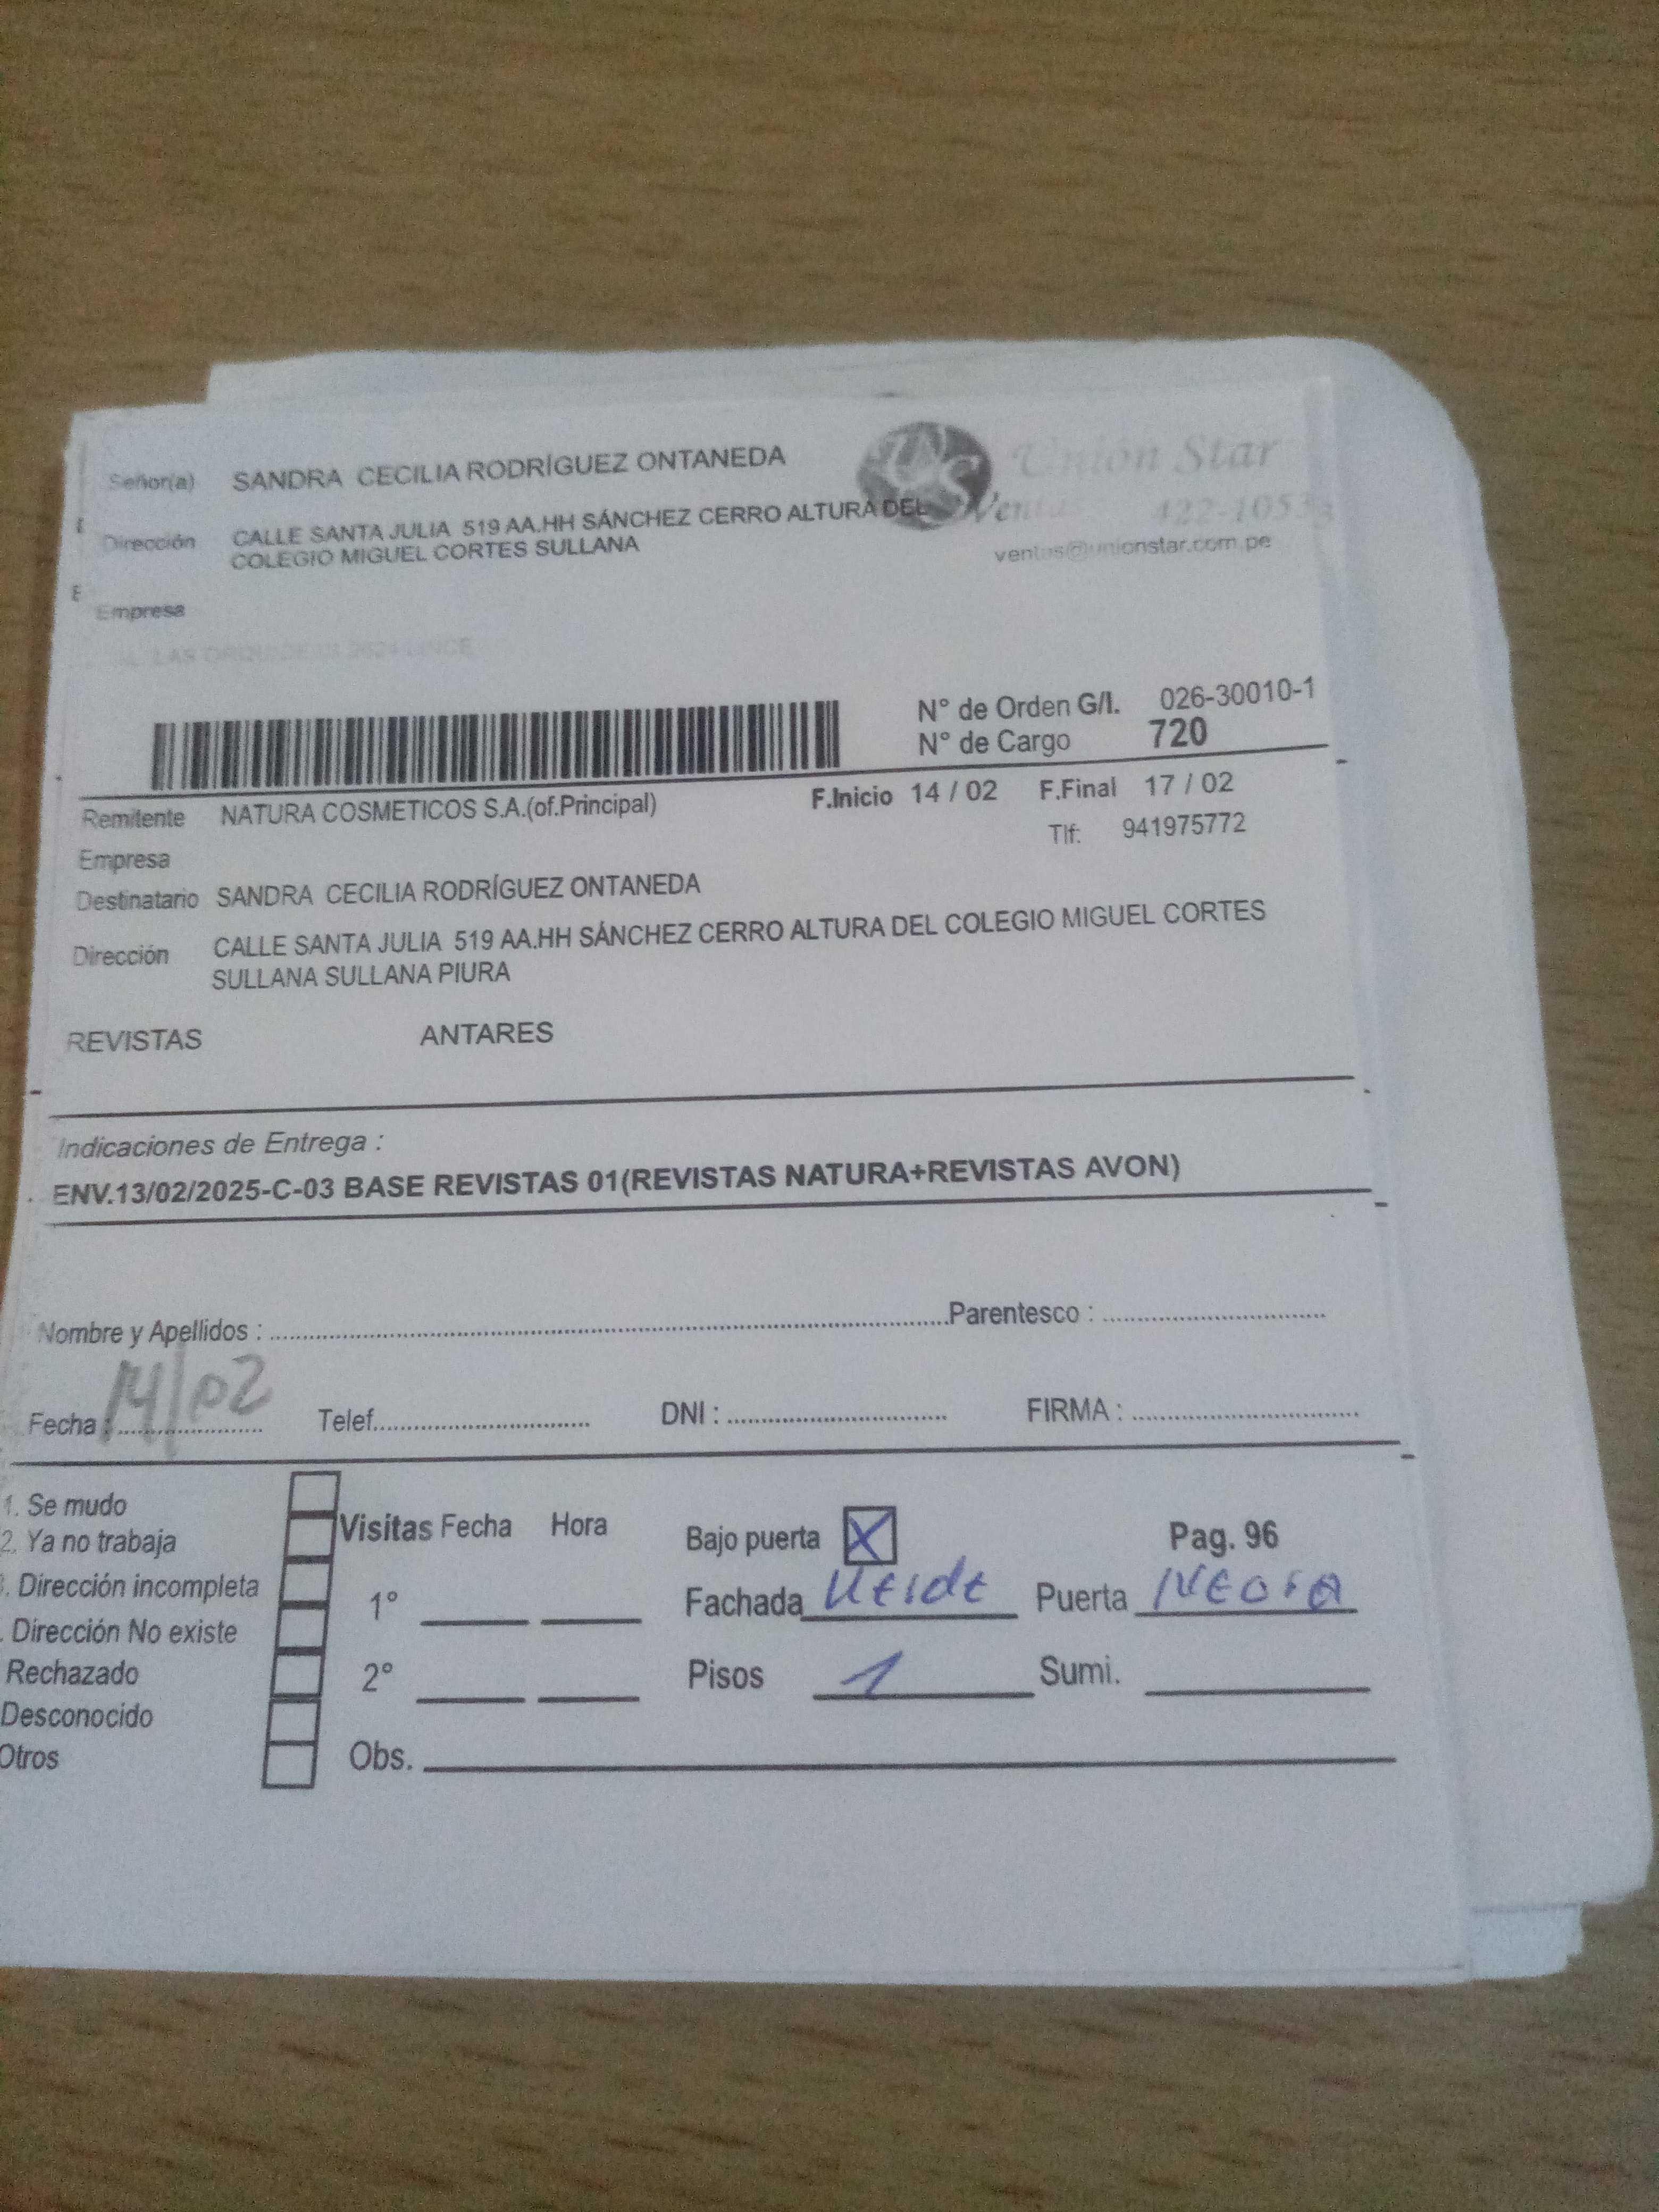 Señor(a) SANDRA CECILIA RODRÍGUEZ ONTANEDA
Unión Star
Dirección CALLE SANTA JULIA 519 AA.HH SÁNCHEZ CERRO ALTURA DEL
COLEGIO MIGUEL CORTES SULLANA
Ventas 422-1053
ventas@unionstar.com.pe
Empresa
N° de Orden G/I. 026-30010-1
N° de Cargo 720
Remitente NATURA COSMETICOS S.A.(of.Principal) F.Inicio 14 / 02 F.Final 17 / 02
Tlf: 941975772
Empresa
Destinatario SANDRA CECILIA RODRÍGUEZ ONTANEDA
Dirección CALLE SANTA JULIA 519 AA.HH SÁNCHEZ CERRO ALTURA DEL COLEGIO MIGUEL CORTES
SULLANA SULLANA PIURA
REVISTAS ANTARES
Indicaciones de Entrega :
ENV.13/02/2025-C-03 BASE REVISTAS 01(REVISTAS NATURA+REVISTAS AVON)
Nombre y Apellidos : Parentesco :
Fecha : 14/02 Telef. DNI : FIRMA :
1. Se mudo
2. Ya no trabaja
. Dirección incompleta
. Dirección No existe
Rechazado
Desconocido
Otros
Visitas Fecha Hora
1°
2°
Obs.
Bajo puerta X Pag. 96
Fachada Verde Puerta Negra
Pisos 1 Sumi.